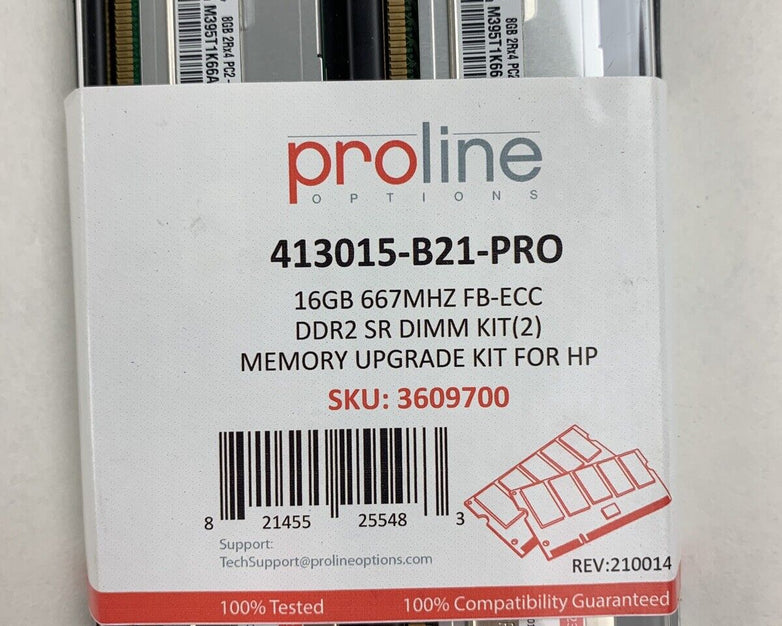 8GB 2Rx4 PC2-
M395T1K66A
8GB 2Rx4 PC2
M395T1K66
proline
OPTIONS
413015-B21-PRO
16GB 667MHZ FB-ECC
DDR2 SR DIMM KIT(2)
MEMORY UPGRADE KIT FOR HP
SKU: 3609700
8 21455 25548 3
Support:
TechSupport@prolineoptions.com
REV:210014
100% Tested 100% Compatibility Guaranteed